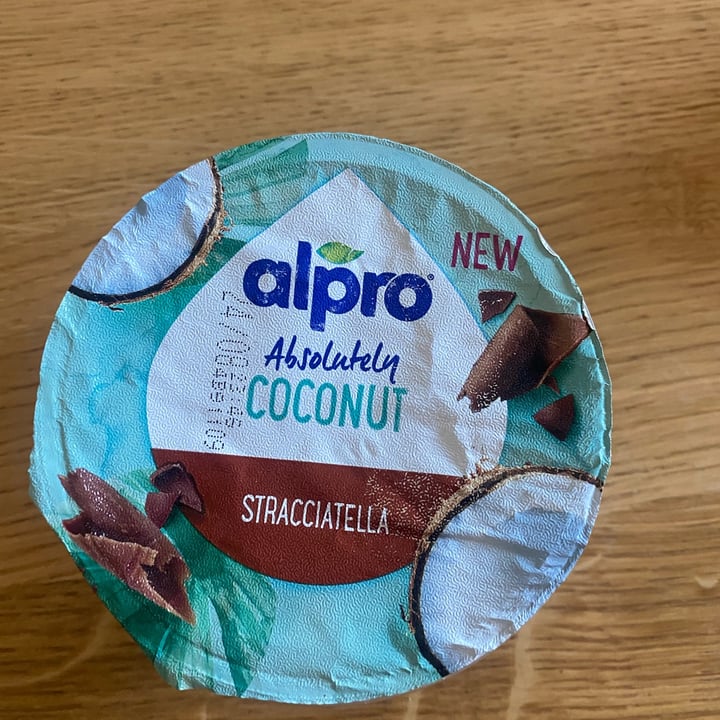 alpro
NEW
Absolutely
COCONUT
STRACCIATELLA